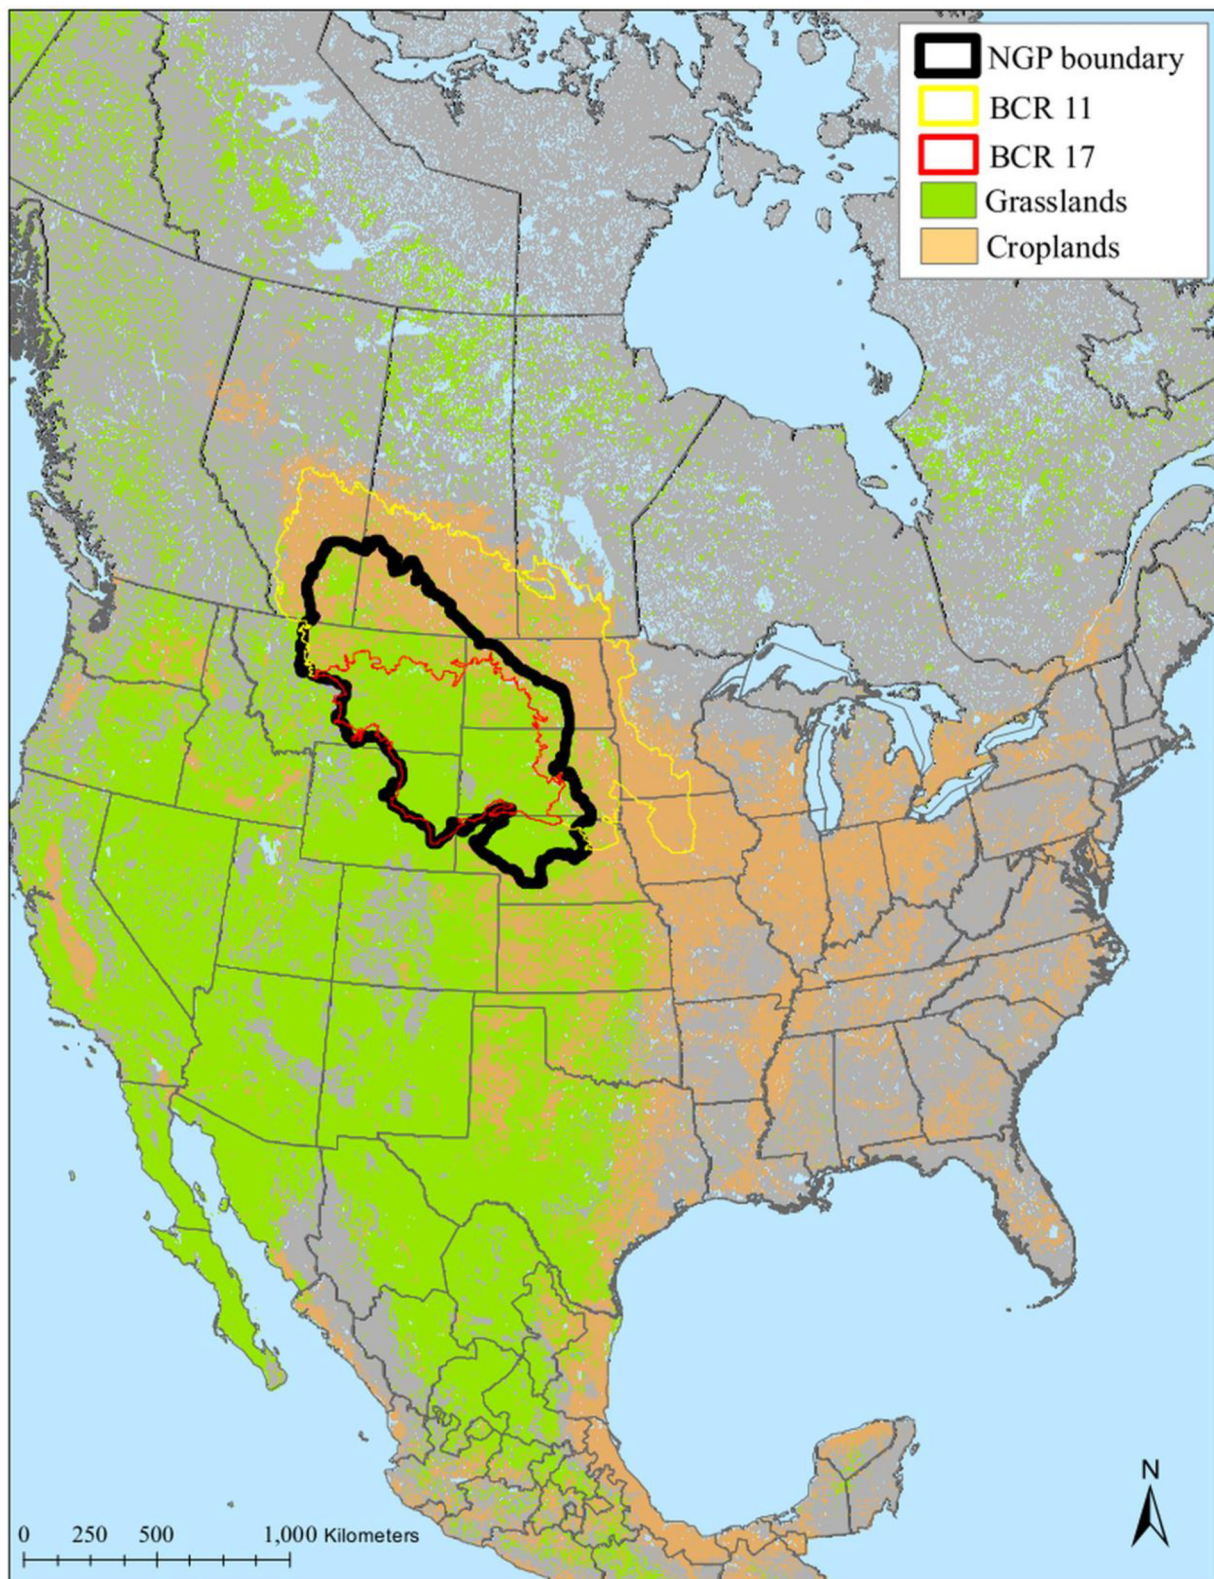 NGP boundary
BCR 11
BCR 17
Grasslands
Croplands
N
0 250 500 1,000 Kilometers